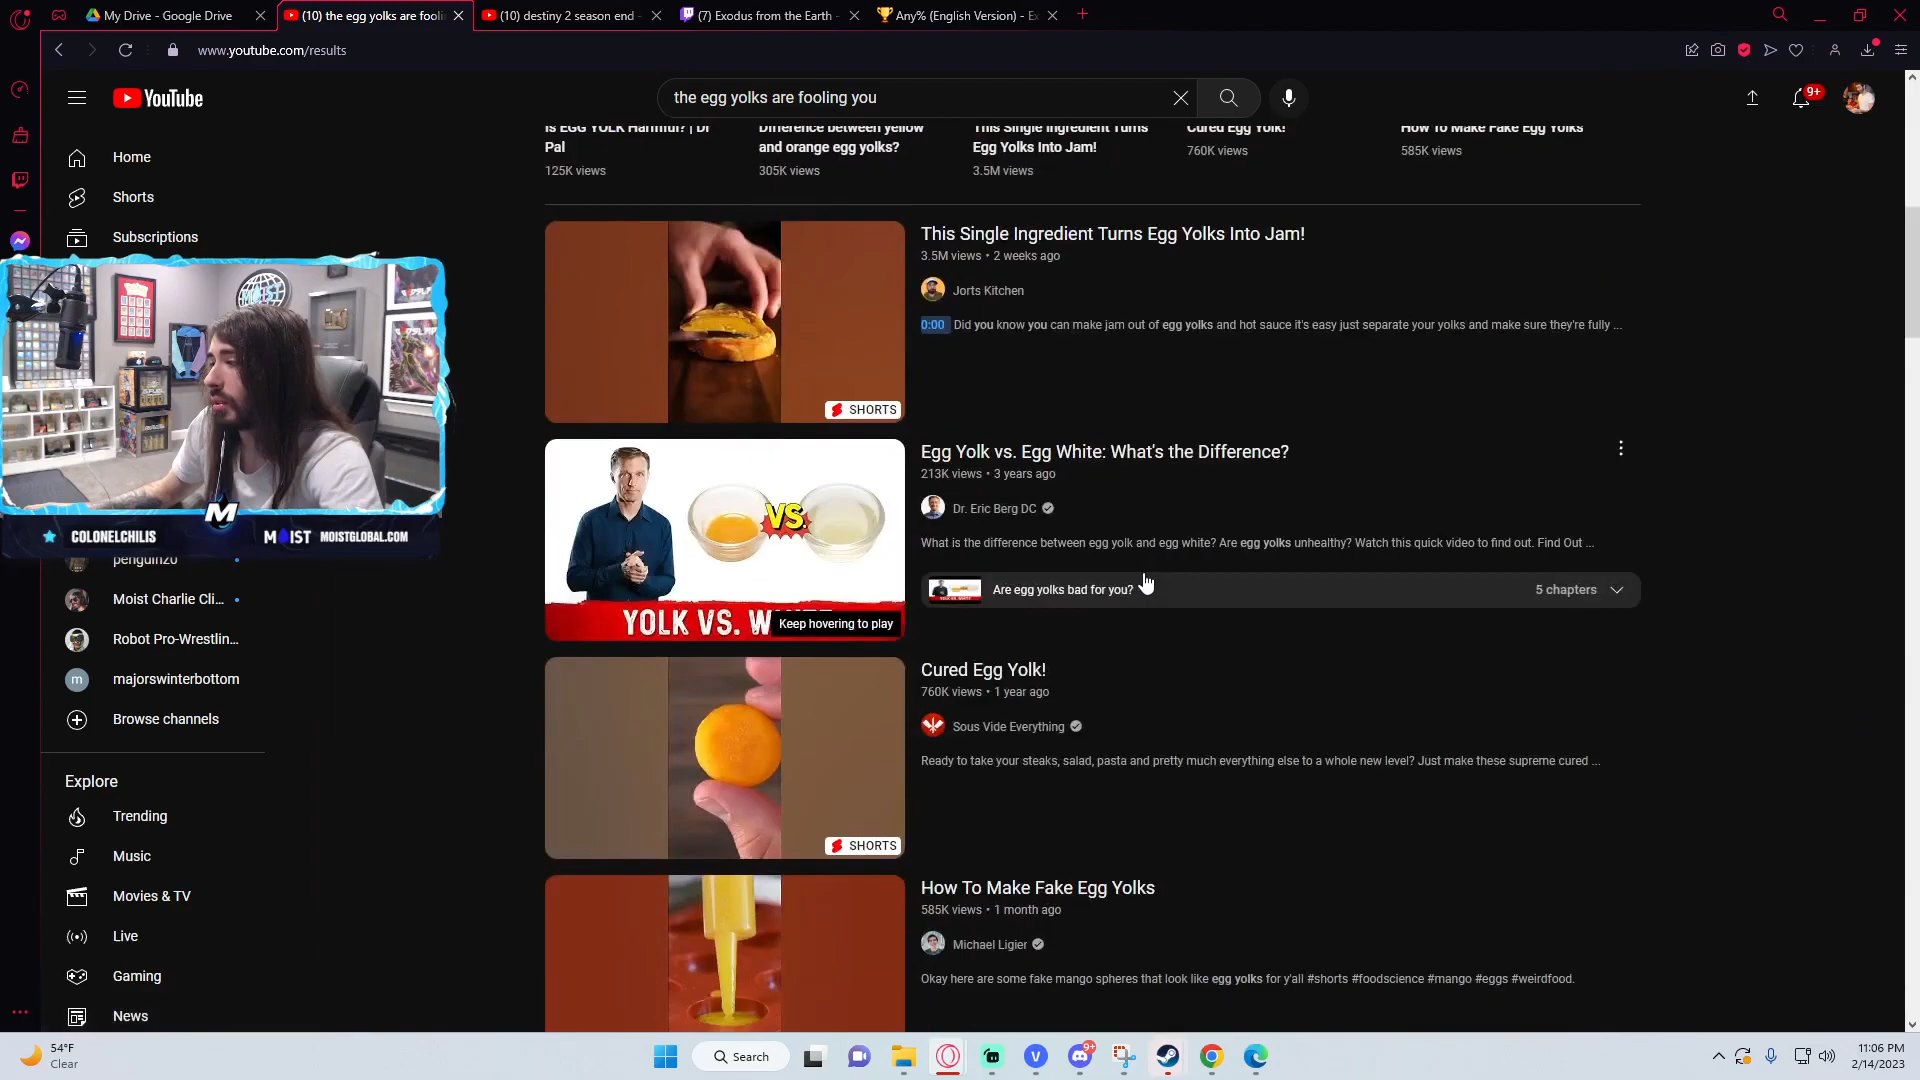 My Drive - Google Drive
(10) the egg yolks are fooli
(10) destiny 2 season end -
(7) Exodus from the Earth -
Any% (English Version) - Ex
www.youtube.com/results
YouTube
the egg yolks are fooling you
9+
Home
Shorts
Subscriptions
Is EGG YOLK Harmful? | Dr
Pal
125K views
Difference between yellow
and orange egg yolks?
305K views
This Single Ingredient Turns
Egg Yolks Into Jam!
3.5M views
Cured Egg Yolk!
760K views
How To Make Fake Egg Yolks
585K views
This Single Ingredient Turns Egg Yolks Into Jam!
3.5M views • 2 weeks ago
Jorts Kitchen
0:00 Did you know you can make jam out of egg yolks and hot sauce it's easy just separate your yolks and make sure they're fully ...
SHORTS
MOIST
M
COLONELCHILIS
MOIST
MOISTGLOBAL.COM
Egg Yolk vs. Egg White: What's the Difference?
213K views • 3 years ago
Dr. Eric Berg DC
What is the difference between egg yolk and egg white? Are egg yolks unhealthy? Watch this quick video to find out. Find Out ...
Are egg yolks bad for you?
5 chapters
VS.
YOLK VS. W
Keep hovering to play
penguinz0
Moist Charlie Cli...
Robot Pro-Wrestlin...
m
majorswinterbottom
Browse channels
Cured Egg Yolk!
760K views • 1 year ago
Sous Vide Everything
Ready to take your steaks, salad, pasta and pretty much everything else to a whole new level? Just make these supreme cured ...
SHORTS
Explore
Trending
Music
Movies & TV
Live
Gaming
News
How To Make Fake Egg Yolks
585K views • 1 month ago
Michael Ligier
Okay here are some fake mango spheres that look like egg yolks for y'all #shorts #foodscience #mango #eggs #weirdfood.
54°F
Clear
Search
V
9+
11:06 PM
2/14/2023